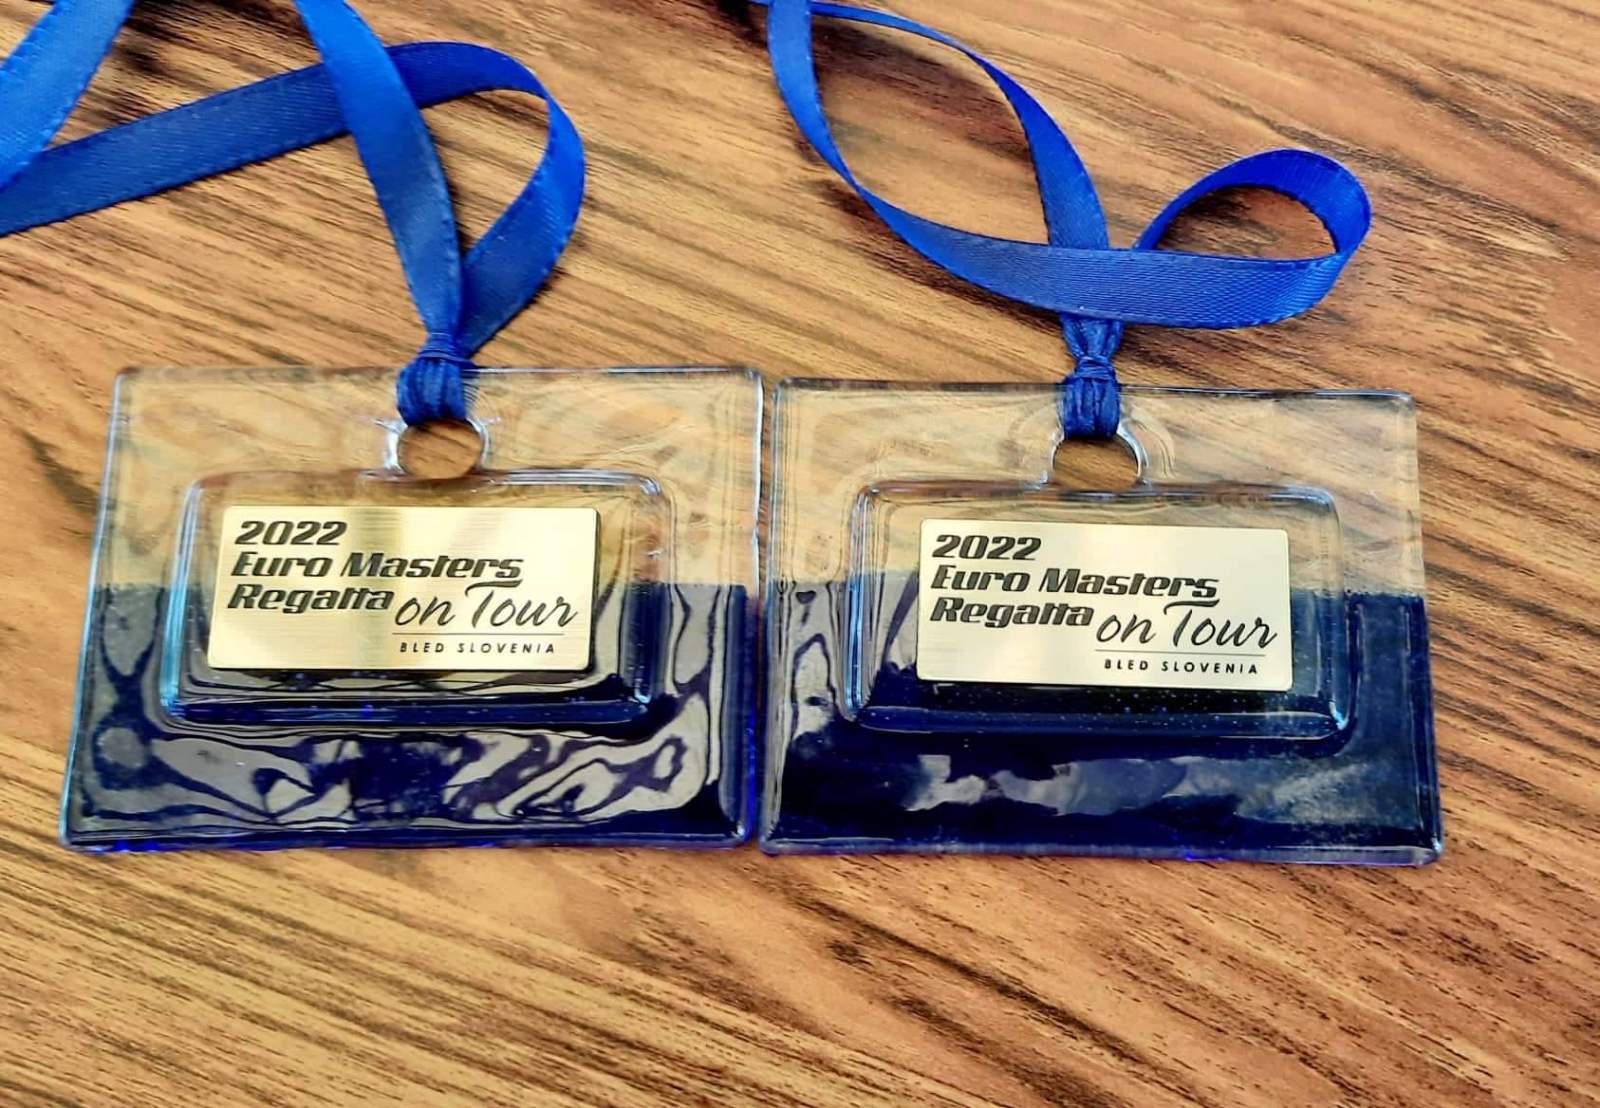 2022
Euro Masters
Regatta on Tour
BLED SLOVENIA
2022
Euro Masters
Regatta on Tour
BLED SLOVENIA